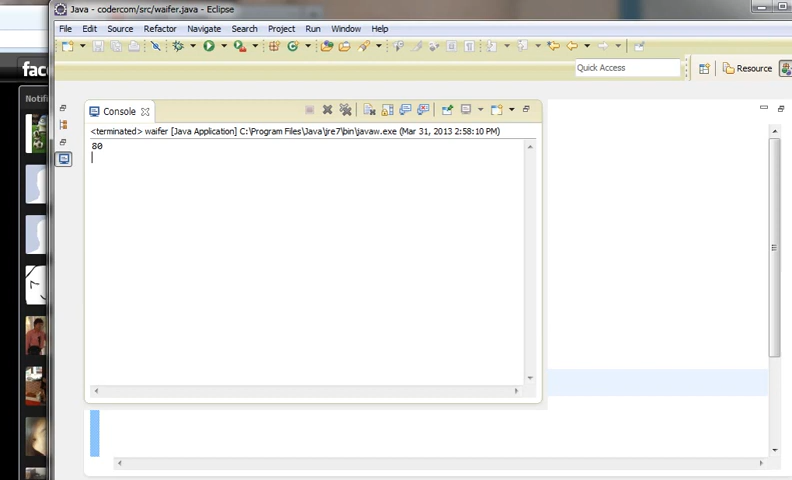 Java - codercom/src/waifer.java - Eclipse
File Edit Source Refactor Navigate Search Project Run Window Help
Quick Access
Resource
fac
Notifi
Console
<terminated> waifer [Java Application] C:\Program Files\Java\jre7\bin\javaw.exe (Mar 31, 2013 2:58:10 PM)
80
7